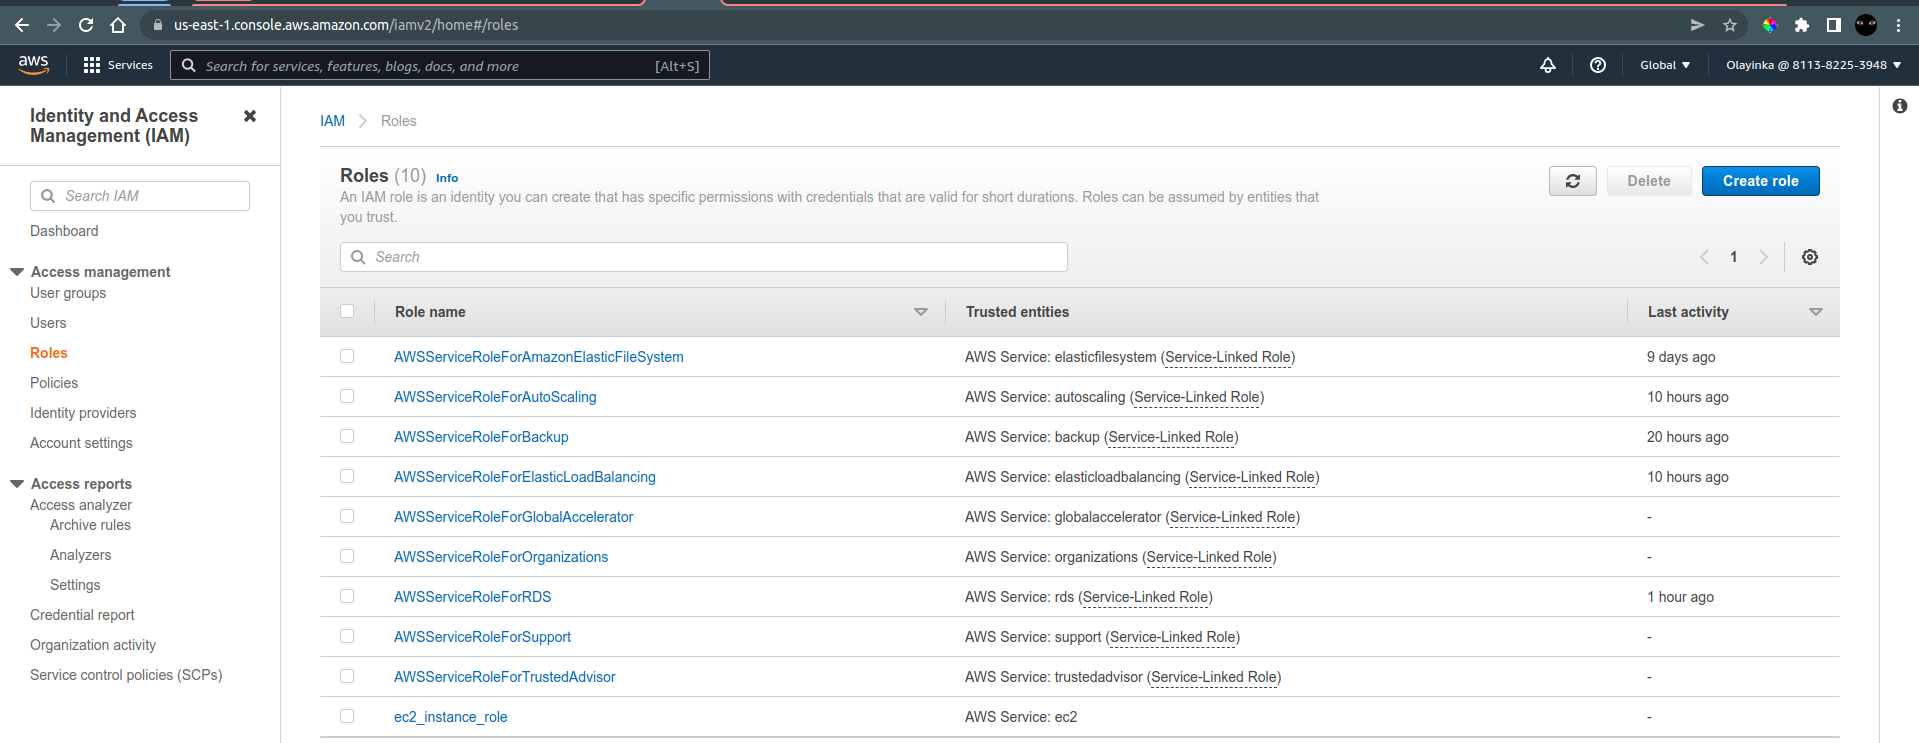 us-east-1.console.aws.amazon.com/iamv2/home#/roles
aws
Services
Search for services, features, blogs, docs, and more
[Alt+S]
Global
Olayinka @ 8113-8225-3948
Identity and Access
Management (IAM)
Search IAM
Dashboard
Access management
User groups
Users
Roles
Policies
Identity providers
Account settings
Access reports
Access analyzer
Archive rules
Analyzers
Settings
Credential report
Organization activity
Service control policies (SCPs)
IAM
Roles
Roles (10) Info
An IAM role is an identity you can create that has specific permissions with credentials that are valid for short durations. Roles can be assumed by entities that
you trust.
Delete
Create role
Search
1
Role name Trusted entities Last activity
AWSServiceRoleForAmazonElasticFileSystem AWS Service: elasticfilesystem (Service-Linked Role) 9 days ago
AWSServiceRoleForAutoScaling AWS Service: autoscaling (Service-Linked Role) 10 hours ago
AWSServiceRoleForBackup AWS Service: backup (Service-Linked Role) 20 hours ago
AWSServiceRoleForElasticLoadBalancing AWS Service: elasticloadbalancing (Service-Linked Role) 10 hours ago
AWSServiceRoleForGlobalAccelerator AWS Service: globalaccelerator (Service-Linked Role) -
AWSServiceRoleForOrganizations AWS Service: organizations (Service-Linked Role) -
AWSServiceRoleForRDS AWS Service: rds (Service-Linked Role) 1 hour ago
AWSServiceRoleForSupport AWS Service: support (Service-Linked Role) -
AWSServiceRoleForTrustedAdvisor AWS Service: trustedadvisor (Service-Linked Role) -
ec2_instance_role AWS Service: ec2 -